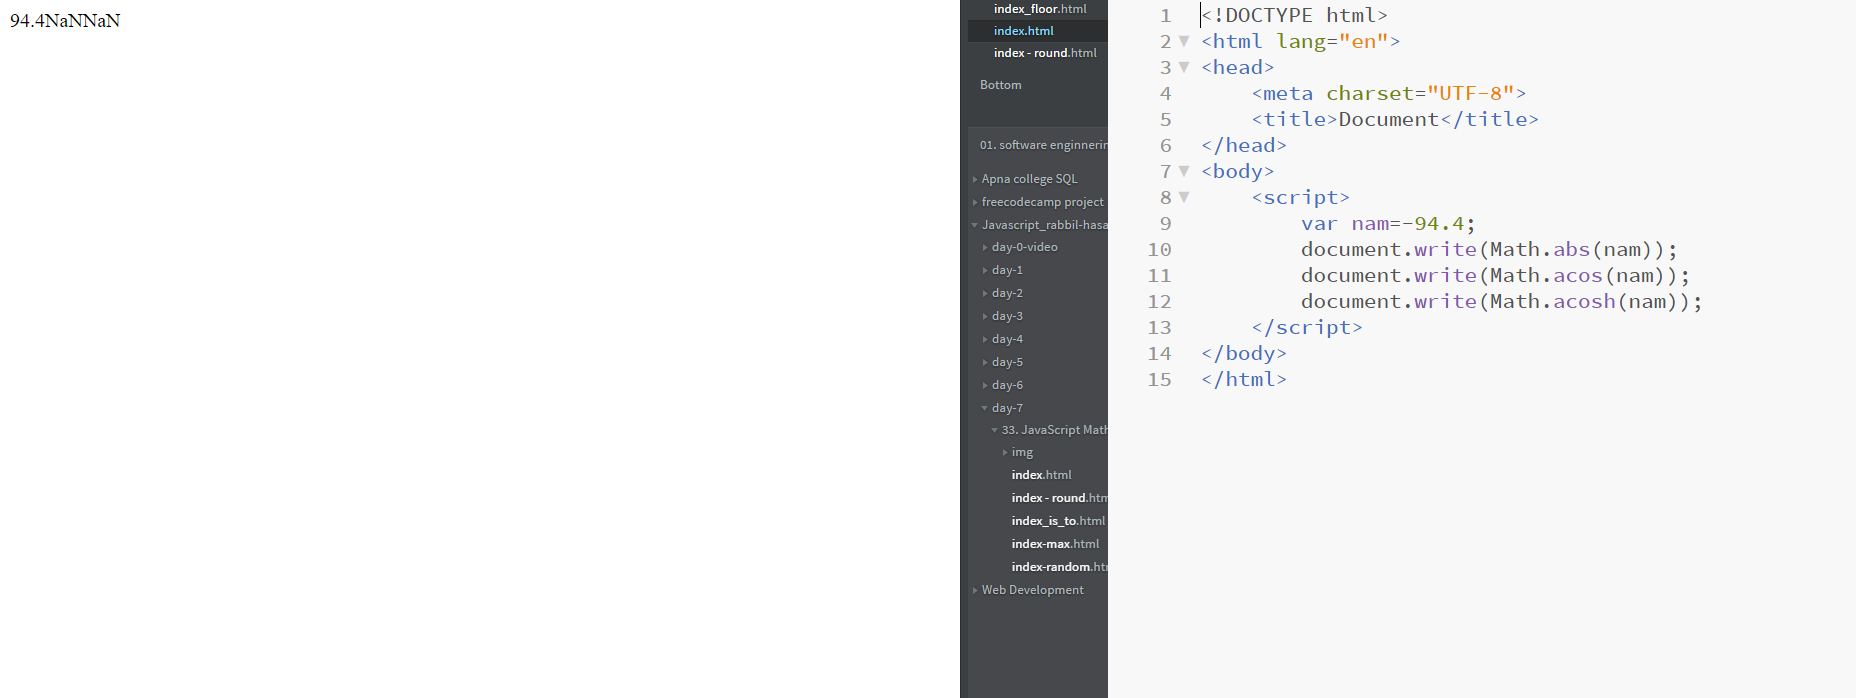 94.4NaNNaN
index_floor.html
index.html
index - round.html
Bottom
01. software enginnerin
Apna college SQL
freecodecamp project
Javascript_rabbil-hasa
day-0-video
day-1
day-2
day-3
day-4
day-5
day-6
day-7
33. JavaScript Math
img
index.html
index - round.htm
index_is_to.html
index-max.html
index-random.htm
Web Development
1 <!DOCTYPE html>
2 <html lang="en">
3 <head>
4 <meta charset="UTF-8">
5 <title>Document</title>
6 </head>
7 <body>
8 <script>
9 var nam=-94.4;
10 document.write(Math.abs(nam));
11 document.write(Math.acos(nam));
12 document.write(Math.acosh(nam));
13 </script>
14 </body>
15 </html>